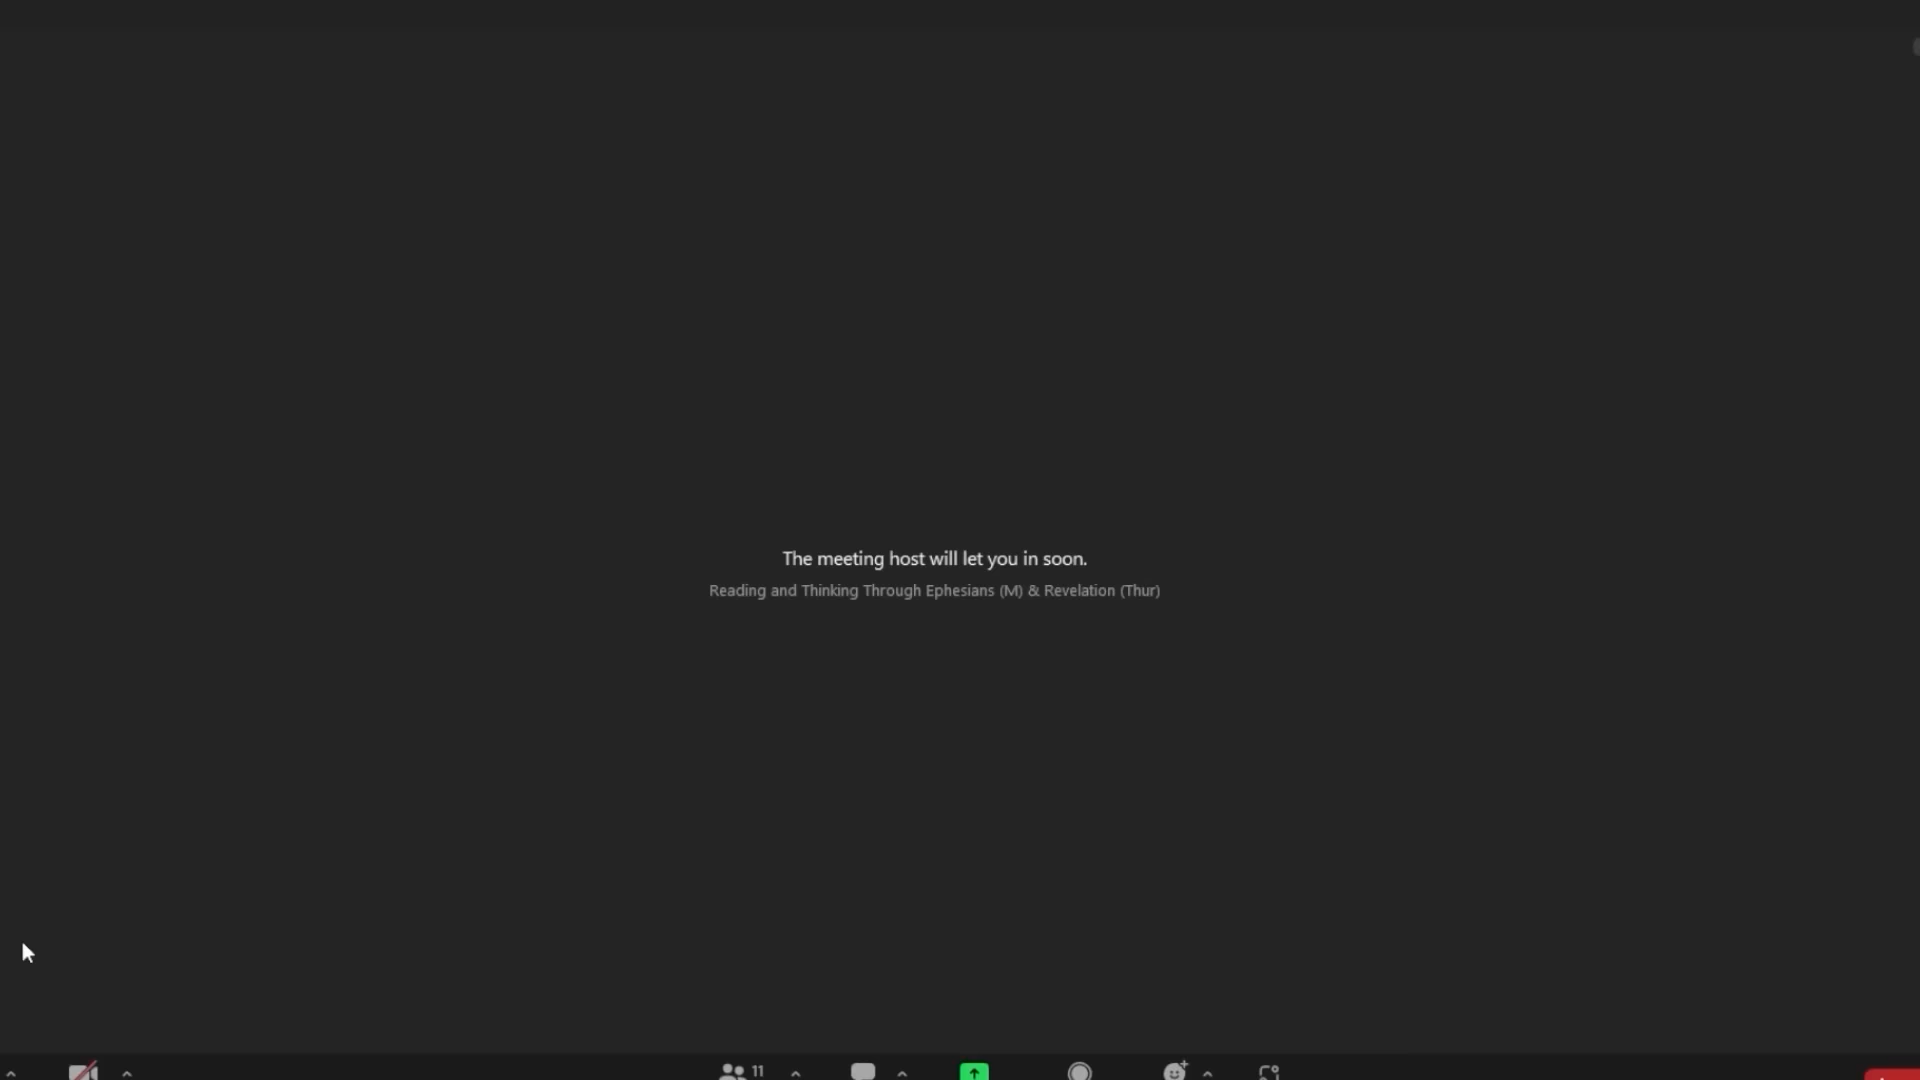 The meeting host will let you in soon.
Reading and Thinking Through Ephesians (M) & Revelation (Thur)
11